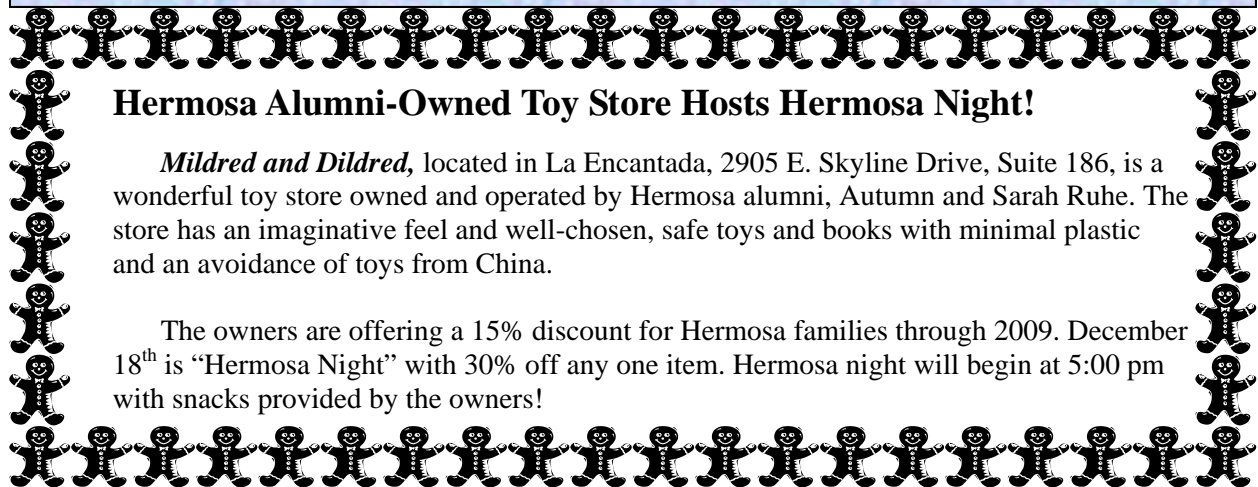 Hermosa Alumni-Owned Toy Store Hosts Hermosa Night!
Mildred and Dildred, located in La Encantada, 2905 E. Skyline Drive, Suite 186, is a
wonderful toy store owned and operated by Hermosa alumni, Autumn and Sarah Ruhe. The
store has an imaginative feel and well-chosen, safe toys and books with minimal plastic
and an avoidance of toys from China.
The owners are offering a 15% discount for Hermosa families through 2009. December
18th is “Hermosa Night” with 30% off any one item. Hermosa night will begin at 5:00 pm
with snacks provided by the owners!